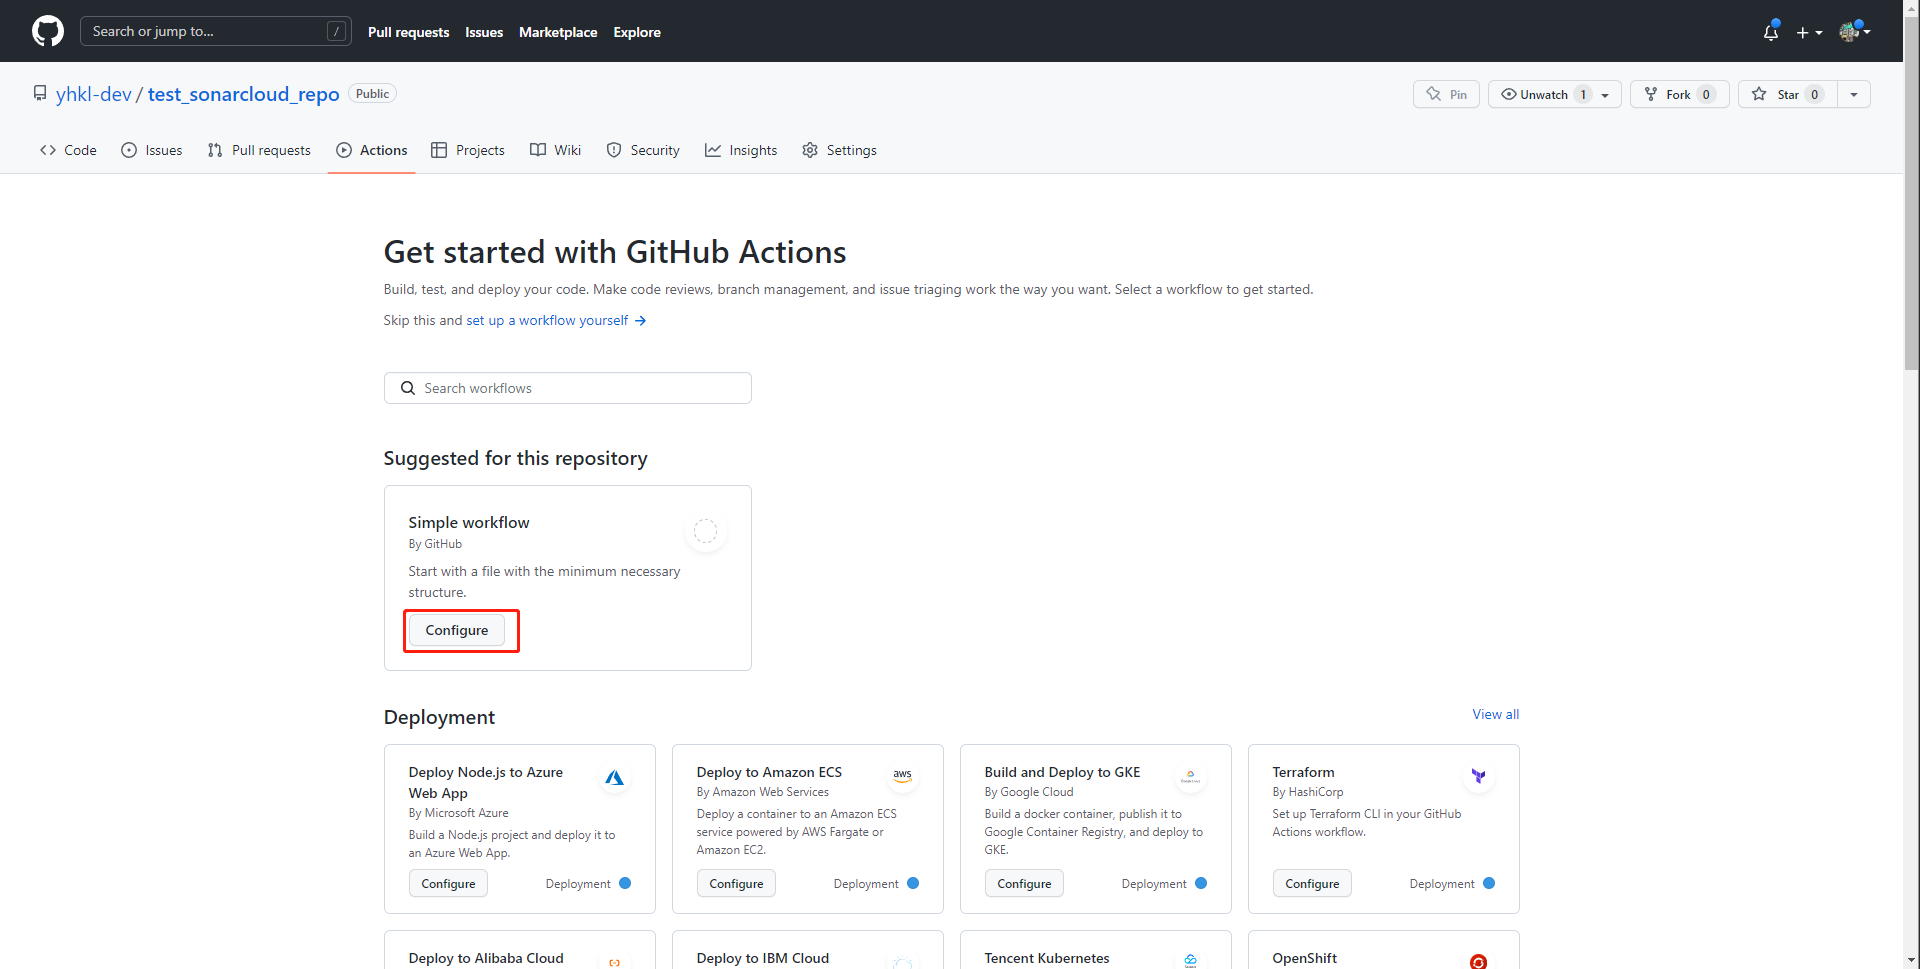 Search or jump to... /
Pull requests Issues Marketplace Explore
yhkl-dev / test_sonarcloud_repo Public
Pin Unwatch 1 Fork 0 Star 0
Code Issues Pull requests Actions Projects Wiki Security Insights Settings
Get started with GitHub Actions
Build, test, and deploy your code. Make code reviews, branch management, and issue triaging work the way you want. Select a workflow to get started.
Skip this and set up a workflow yourself →
Search workflows
Suggested for this repository
Simple workflow
By GitHub
Start with a file with the minimum necessary
structure.
Configure
Deployment
View all
Deploy Node.js to Azure
Web App
By Microsoft Azure
Build a Node.js project and deploy it to
an Azure Web App.
Configure
Deployment
Deploy to Amazon ECS
aws
By Amazon Web Services
Deploy a container to an Amazon ECS
service powered by AWS Fargate or
Amazon EC2.
Configure
Deployment
Build and Deploy to GKE
By Google Cloud
Build a docker container, publish it to
Google Container Registry, and deploy to
GKE.
Configure
Deployment
Terraform
By HashiCorp
Set up Terraform CLI in your GitHub
Actions workflow.
Configure
Deployment
Deploy to Alibaba Cloud
Deploy to IBM Cloud
Tencent Kubernetes
OpenShift